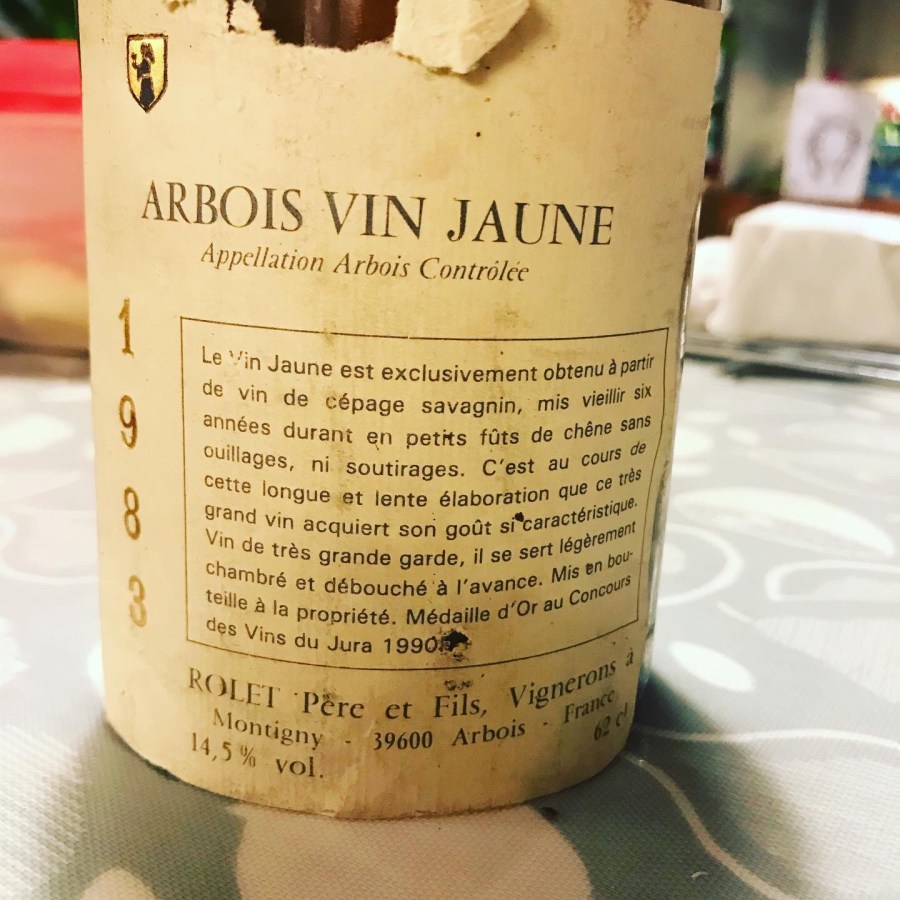 ARBOIS VIN JAUNE
Appellation Arbois Contrôlée
1
9
8
3
Le Vin Jaune est exclusivement obtenu à partir
de vin de cépage savagnin, mis vieillir six
années durant en petits fûts de chêne sans
ouillages, ni soutirages. C'est au cours de
cette longue et lente élaboration que ce très
grand vin acquiert son goût si caractéristique.
Vin de très grande garde, il se sert légèrement
chambré et débouché à l'avance. Mis en bou-
teille à la propriété. Médaille d'Or au Concours
des Vins du Jura 1990.
ROLET Père et Fils, Vignerons à
Montigny - 39600 Arbois - France
14,5 % vol.
62 cl